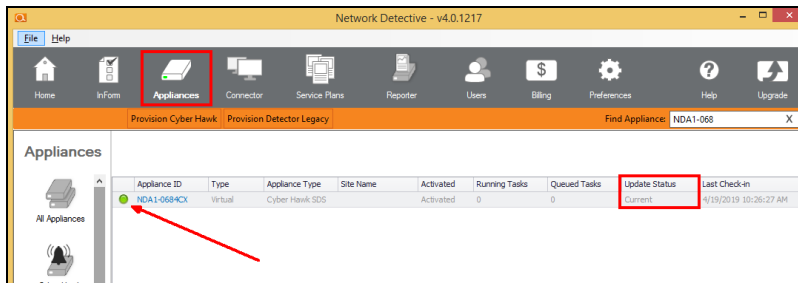 Network Detective - v4.0.1217
File Help
Home InForm Appliances Connector Service Plans Reporter Users Billing Preferences Help Upgrade
Provision Cyber Hawk Provision Detector Legacy Find Appliance: NDA1-068 X
Appliances
Appliance ID Type Appliance Type Site Name Activated Running Tasks Queued Tasks Update Status Last Check-in
NDA1-0684CX Virtual Cyber Hawk SDS Activated 0 0 Current 4/19/2019 10:26:27 AM
All Appliances